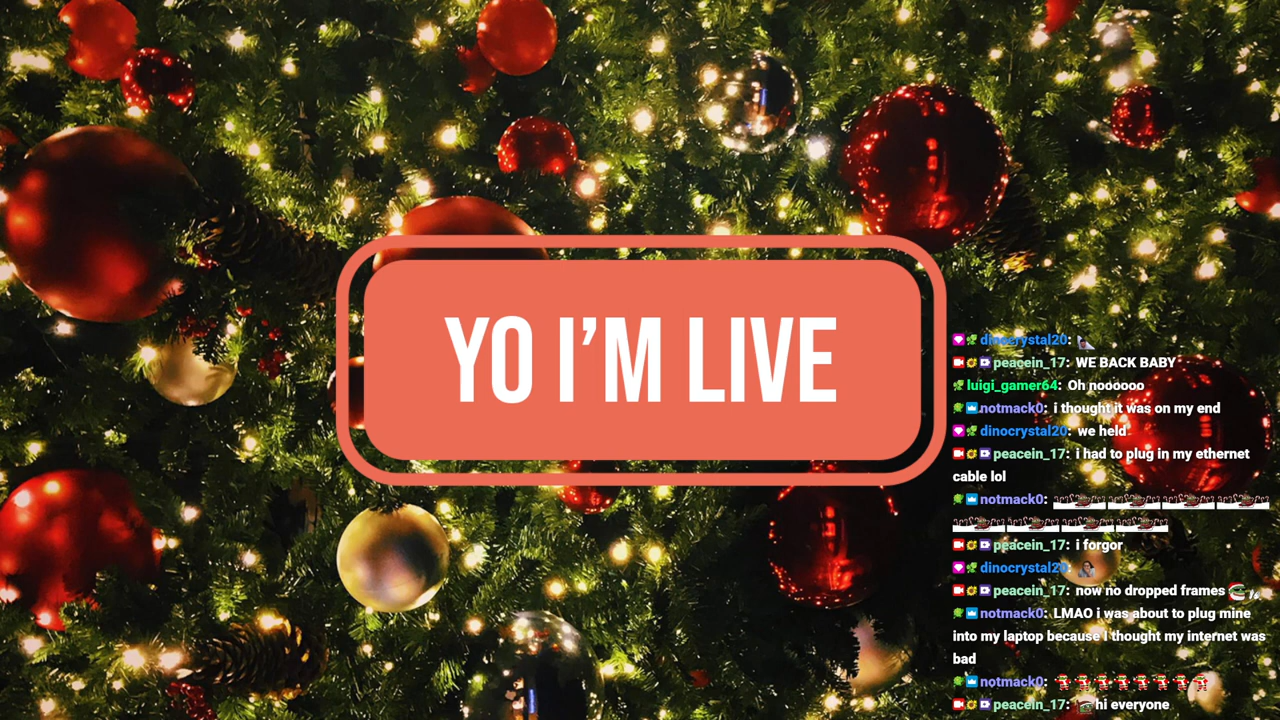 YO I’M LIVE
dinocrystal20:
peacein_17: WE BACK BABY
luigi_gamer64: Oh noooooo
notmack0: i thought it was on my end
dinocrystal20: we held
peacein_17: i had to plug in my ethernet
cable lol
notmack0:
peacein_17: i forgor
dinocrystal20:
peacein_17: now no dropped frames
notmack0: LMAO i was about to plug mine
into my laptop because I thought my internet was
bad
notmack0:
peacein_17: hi everyone